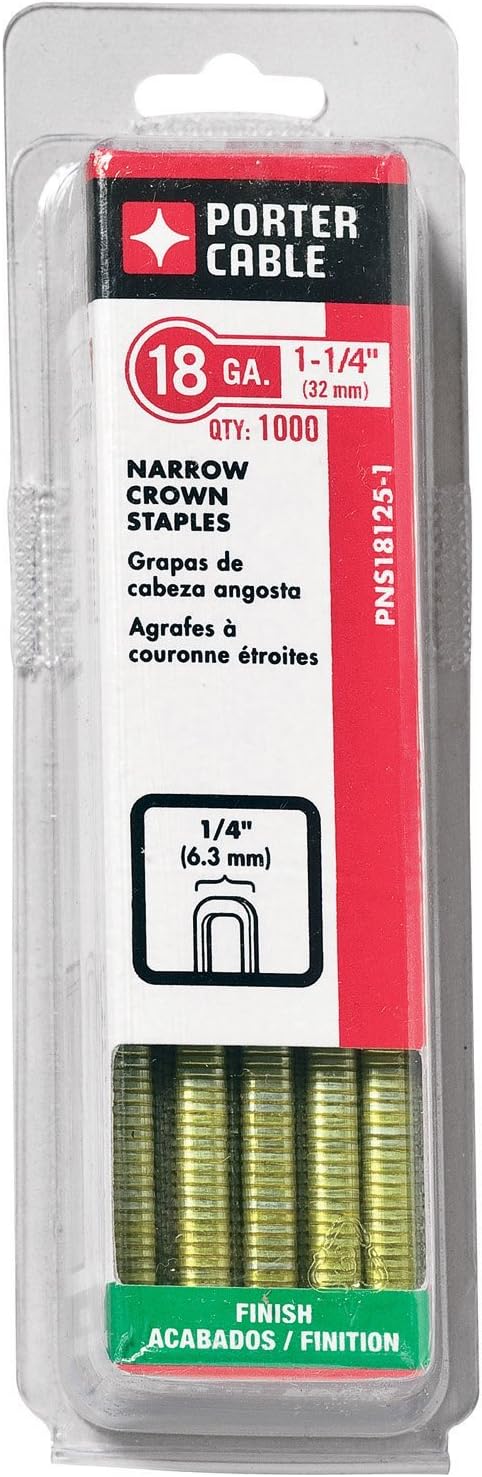 PORTER
CABLE
18 GA.
1-1/4"
(32 mm)
QTY: 1000
NARROW
CROWN
STAPLES
Grapas de
cabeza angosta
Agrafes à
couronne étroites
PNS18125-1
1/4"
(6.3 mm)
FINISH
ACABADOS / FINITION